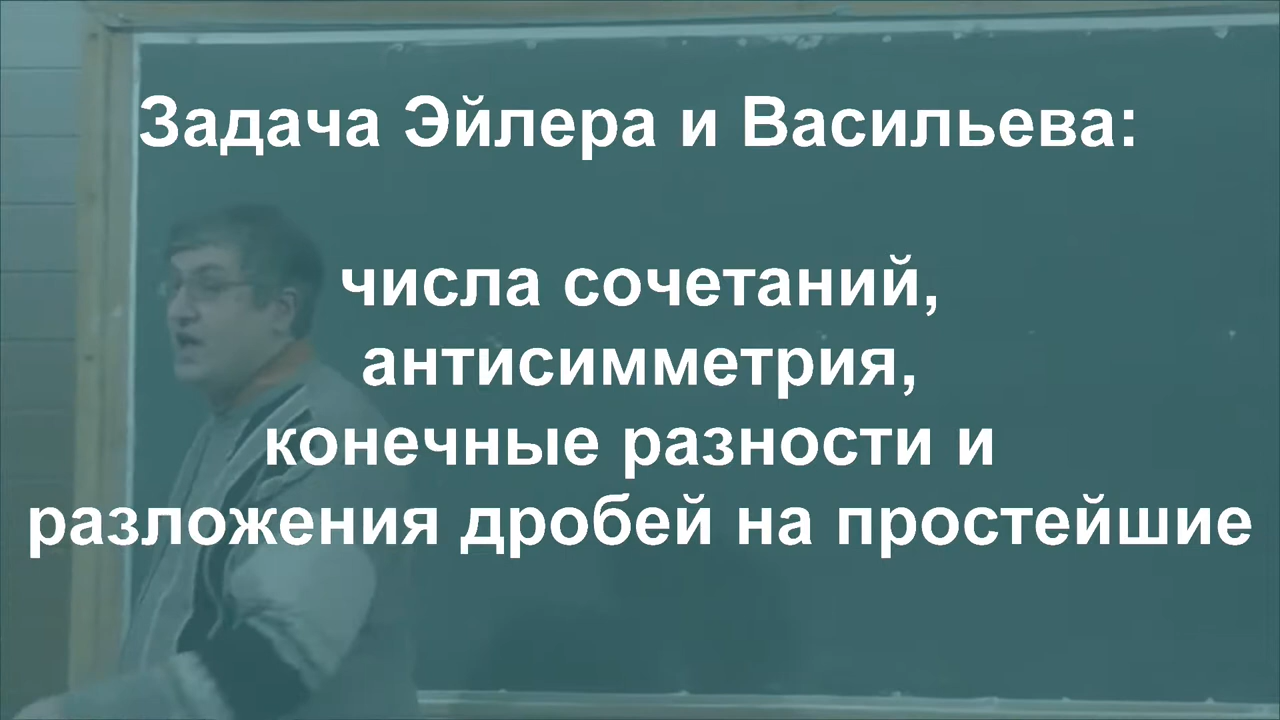 Задача Эйлера и Васильева:
числа сочетаний,
антисимметрия,
конечные разности и
разложения дробей на простейшие